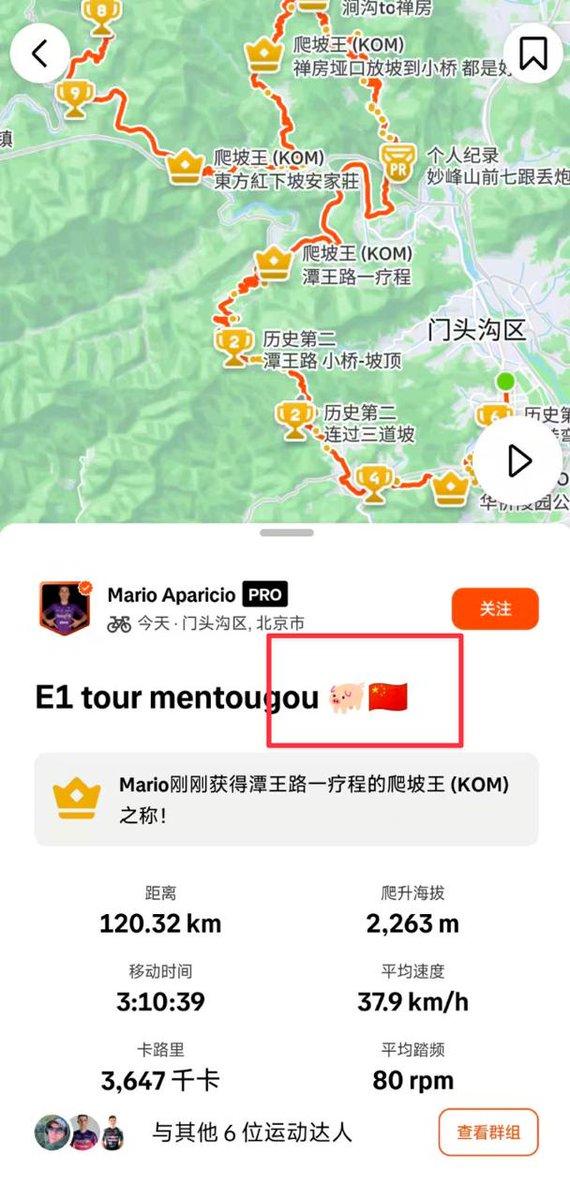 8
涧沟to禅房
爬坡王 (KOM)
禅房垭口放坡到小桥 都是好
9
镇
爬坡王 (KOM)
東方紅下坡安家莊
PR
个人纪录
妙峰山前七跟丢炮
爬坡王 (KOM)
潭王路一疗程
门头沟区
2
历史第二
潭王路 小桥-坡顶
2
历史第二
连过三道坡
6
历史第
4
Mario Aparicio PRO
今天 · 门头沟区, 北京市
关注
E1 tour mentougou 🐖🇨🇳
Mario刚刚获得潭王路一疗程的爬坡王 (KOM)
之称！
距离
爬升海拔
120.32 km
2,263 m
移动时间
平均速度
3:10:39
37.9 km/h
卡路里
平均踏频
3,647 千卡
80 rpm
与其他 6 位运动达人
查看群组